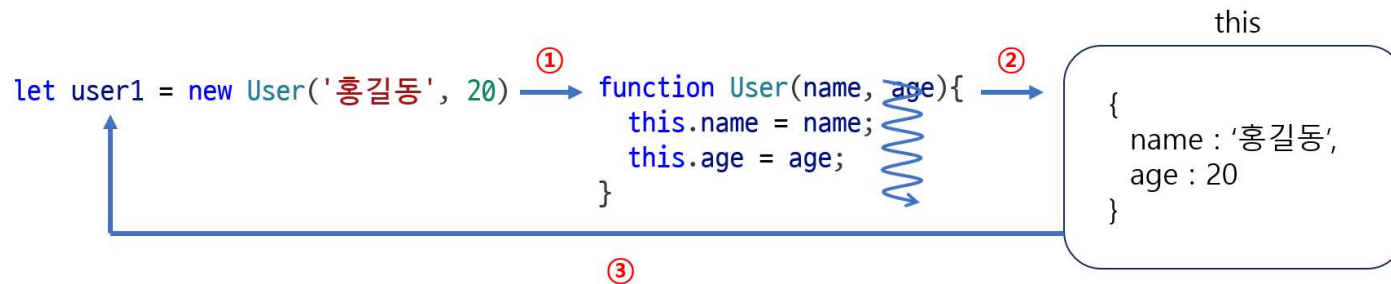 this
①
②
let user1 = new User('홍길동', 20)
function User(name, age){
this.name = name;
this.age = age;
}
{
name : ‘홍길동’,
age : 20
}
③